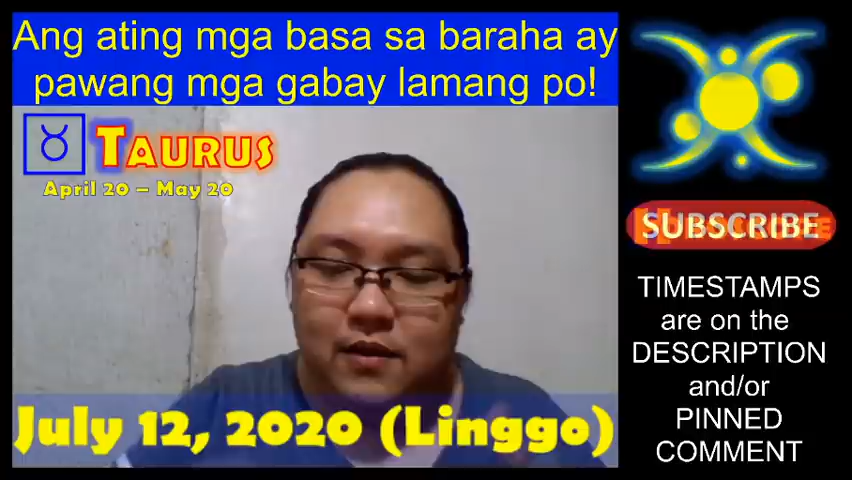 Ang ating mga basa sa baraha ay
pawang mga gabay lamang po!
♉ TAURUS
April 20 – May 20
July 12, 2020 (Linggo)
SUBSCRIBE
TIMESTAMPS
are on the
DESCRIPTION
and/or
PINNED
COMMENT